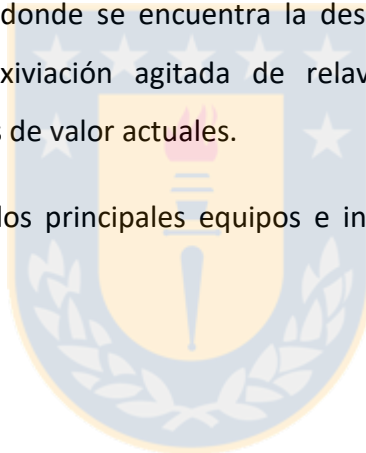 donde se encuentra la des
xiviación agitada de relav
s de valor actuales.
los principales equipos e in